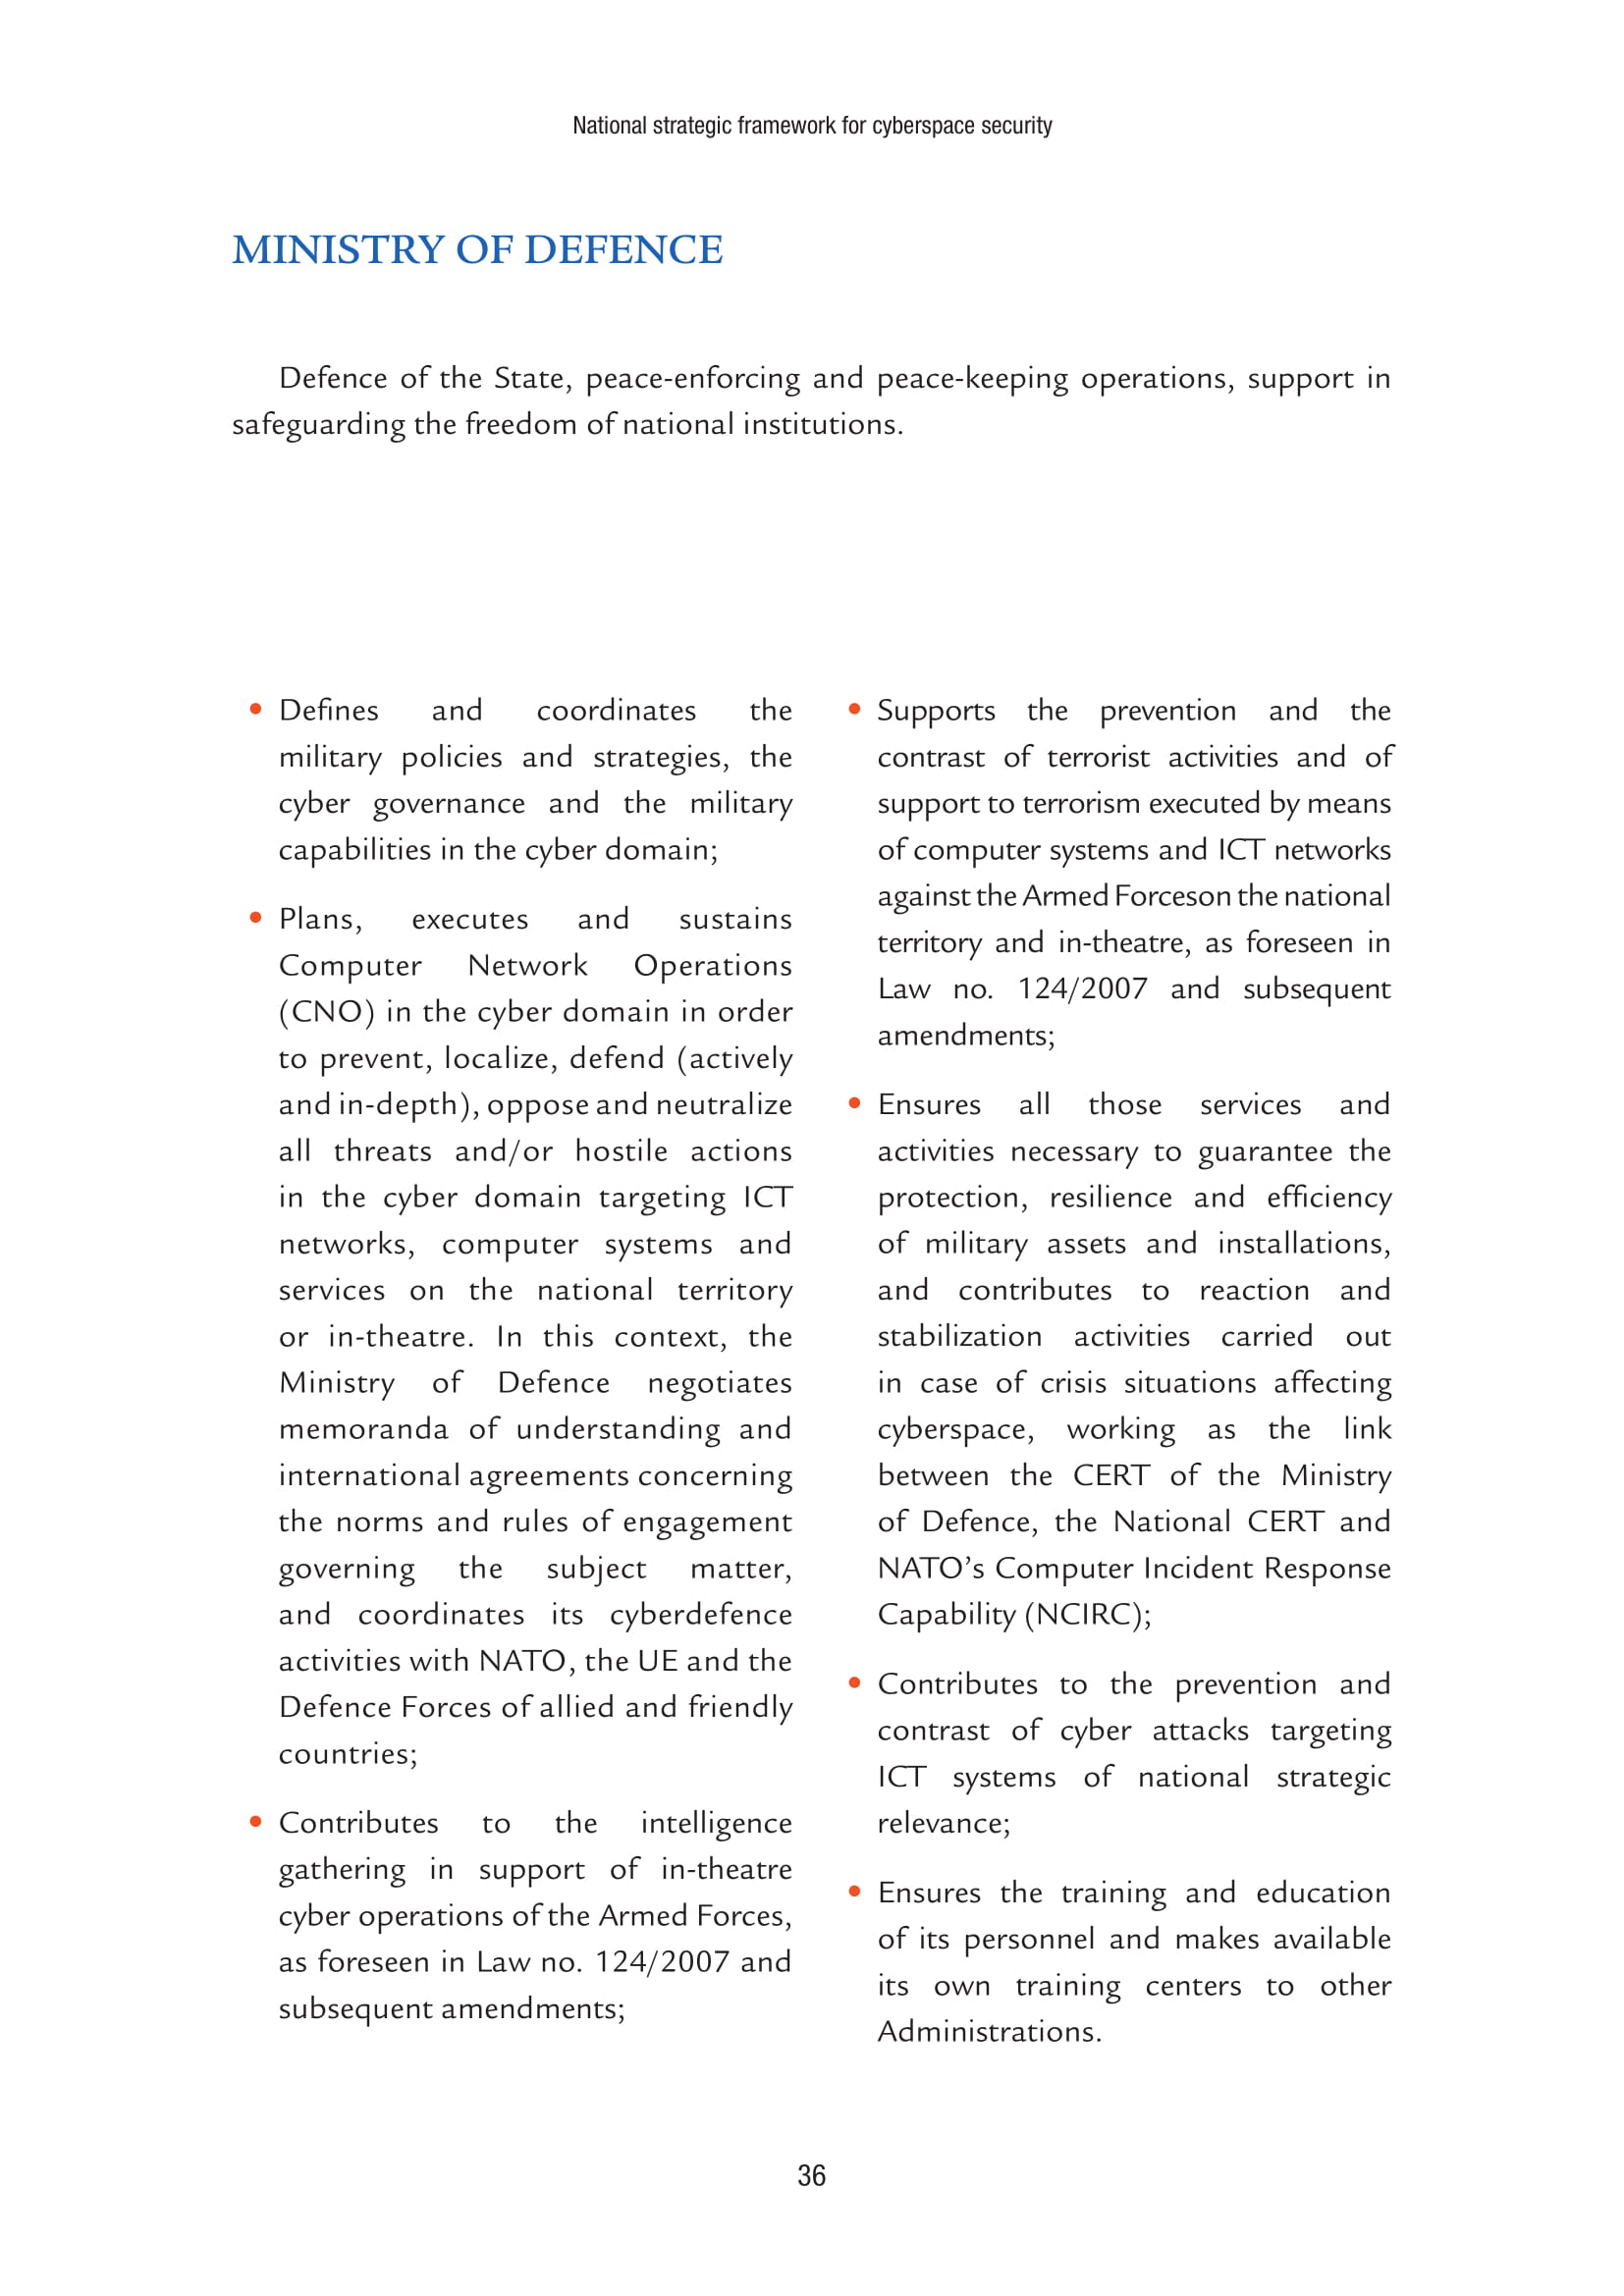 National strategic framework for cyberspace security
MINISTRY OF DEFENCE
Defence of the State, peace-enforcing and peace-keeping operations, support in
safeguarding the freedom of national institutions.
• Defines and coordinates the
military policies and strategies, the
cyber governance and the military
capabilities in the cyber domain;
• Plans, executes and sustains
Computer Network Operations
(CNO) in the cyber domain in order
to prevent, localize, defend (actively
and in-depth), oppose and neutralize
all threats and/or hostile actions
in the cyber domain targeting ICT
networks, computer systems and
services on the national territory
or in-theatre. In this context, the
Ministry of Defence negotiates
memoranda of understanding and
international agreements concerning
the norms and rules of engagement
governing the subject matter,
and coordinates its cyberdefence
activities with NATO, the UE and the
Defence Forces of allied and friendly
countries;
• Contributes to the intelligence
gathering in support of in-theatre
cyber operations of the Armed Forces,
as foreseen in Law no. 124/2007 and
subsequent amendments;
• Supports the prevention and the
contrast of terrorist activities and of
support to terrorism executed by means
of computer systems and ICT networks
against the Armed Forceson the national
territory and in-theatre, as foreseen in
Law no. 124/2007 and subsequent
amendments;
• Ensures all those services and
activities necessary to guarantee the
protection, resilience and efficiency
of military assets and installations,
and contributes to reaction and
stabilization activities carried out
in case of crisis situations affecting
cyberspace, working as the link
between the CERT of the Ministry
of Defence, the National CERT and
NATO’s Computer Incident Response
Capability (NCIRC);
• Contributes to the prevention and
contrast of cyber attacks targeting
ICT systems of national strategic
relevance;
• Ensures the training and education
of its personnel and makes available
its own training centers to other
Administrations.
36